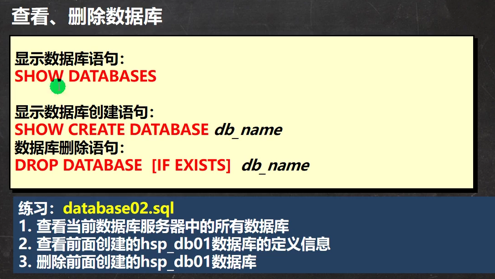 查看、删除数据库
显示数据库语句:
SHOW DATABASES
显示数据库创建语句:
SHOW CREATE DATABASE db_name
数据库删除语句:
DROP DATABASE [IF EXISTS] db_name
练习:database02.sql
1. 查看当前数据库服务器中的所有数据库
2. 查看前面创建的hsp_db01数据库的定义信息
3. 删除前面创建的hsp_db01数据库